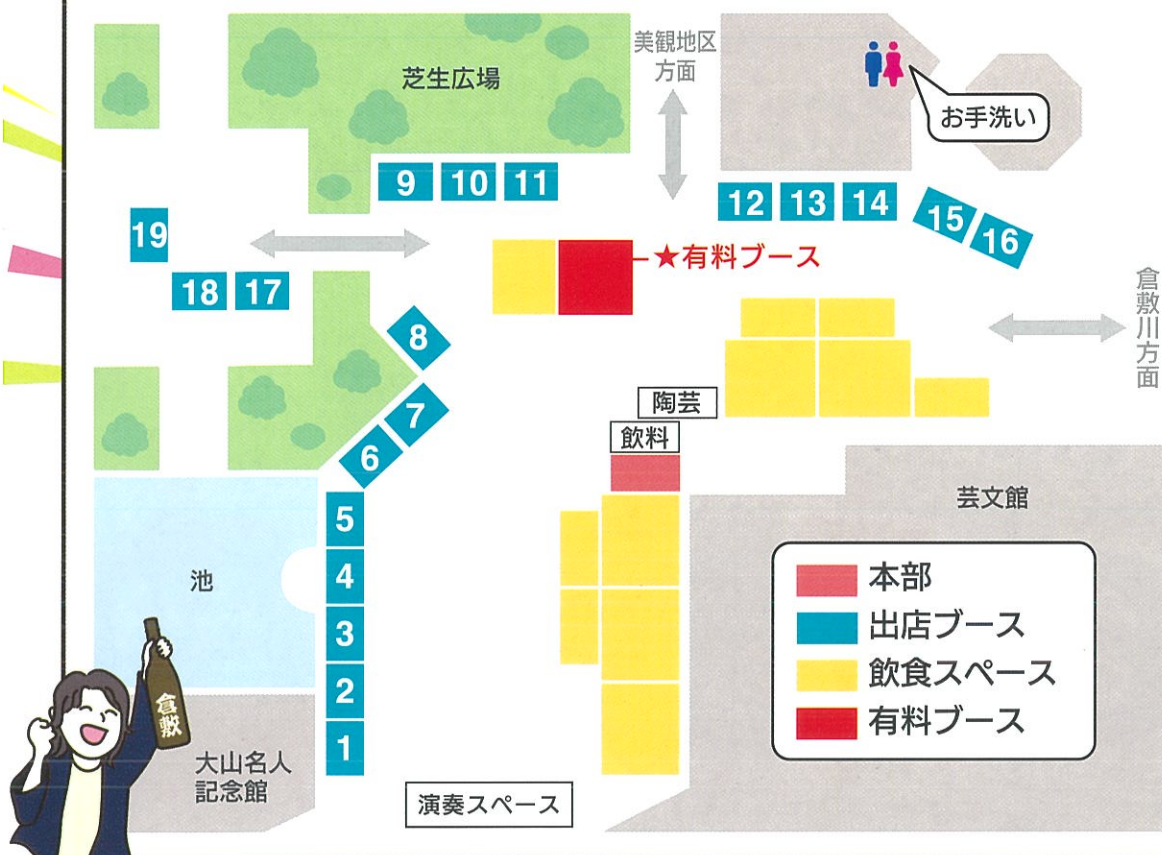 美観地区
方面
芝生広場
お手洗い
9 10 11
12 13 14
15 16
19
18 17
★有料ブース
倉敷川方面
8
陶芸
7
飲料
6
5
芸文館
4
池
3
2
1
本部
出店ブース
飲食スペース
有料ブース
倉敷
大山名人
記念館
演奏スペース